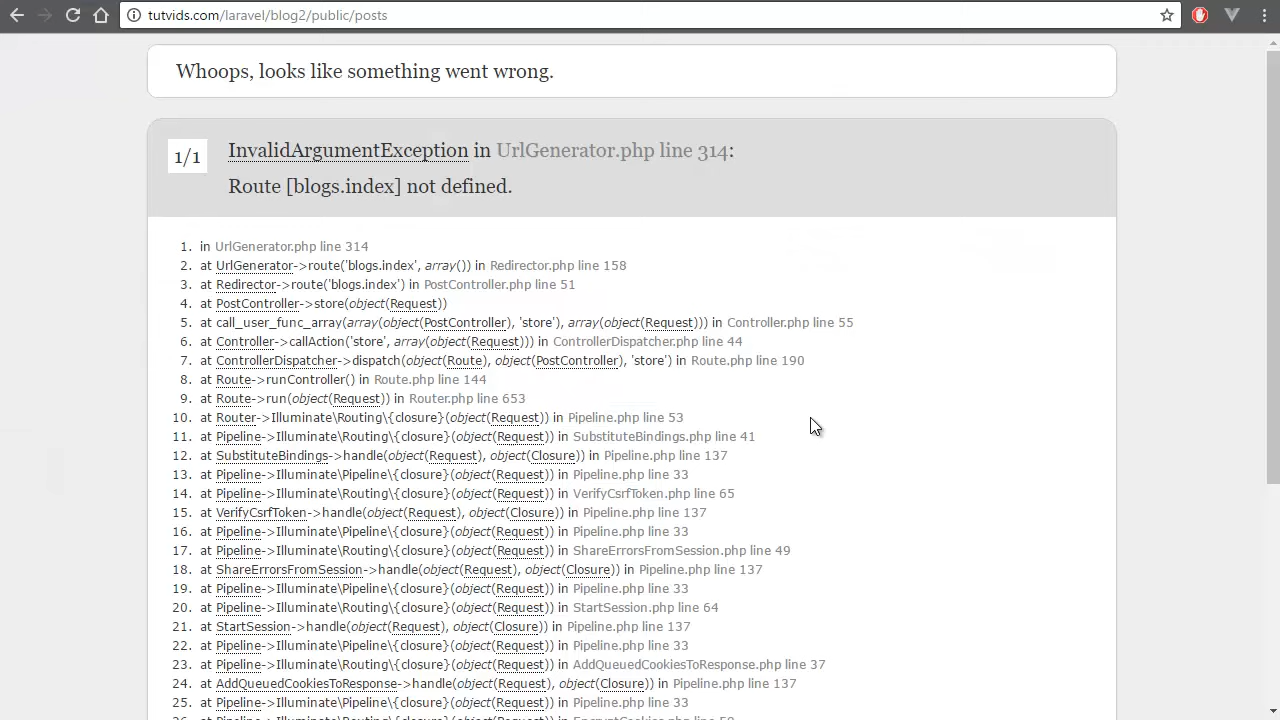 tutvids.com/laravel/blog2/public/posts
Whoops, looks like something went wrong.
1/1
InvalidArgumentException in UrlGenerator.php line 314:
Route [blogs.index] not defined.
1. in UrlGenerator.php line 314
2. at UrlGenerator->route('blogs.index', array()) in Redirector.php line 158
3. at Redirector->route('blogs.index') in PostController.php line 51
4. at PostController->store(object(Request))
5. at call_user_func_array(array(object(PostController), 'store'), array(object(Request))) in Controller.php line 55
6. at Controller->callAction('store', array(object(Request))) in ControllerDispatcher.php line 44
7. at ControllerDispatcher->dispatch(object(Route), object(PostController), 'store') in Route.php line 190
8. at Route->runController() in Route.php line 144
9. at Route->run(object(Request)) in Router.php line 653
10. at Router->Illuminate\Routing\{closure}(object(Request)) in Pipeline.php line 53
11. at Pipeline->Illuminate\Routing\{closure}(object(Request)) in SubstituteBindings.php line 41
12. at SubstituteBindings->handle(object(Request), object(Closure)) in Pipeline.php line 137
13. at Pipeline->Illuminate\Pipeline\{closure}(object(Request)) in Pipeline.php line 33
14. at Pipeline->Illuminate\Routing\{closure}(object(Request)) in VerifyCsrfToken.php line 65
15. at VerifyCsrfToken->handle(object(Request), object(Closure)) in Pipeline.php line 137
16. at Pipeline->Illuminate\Pipeline\{closure}(object(Request)) in Pipeline.php line 33
17. at Pipeline->Illuminate\Routing\{closure}(object(Request)) in ShareErrorsFromSession.php line 49
18. at ShareErrorsFromSession->handle(object(Request), object(Closure)) in Pipeline.php line 137
19. at Pipeline->Illuminate\Pipeline\{closure}(object(Request)) in Pipeline.php line 33
20. at Pipeline->Illuminate\Routing\{closure}(object(Request)) in StartSession.php line 64
21. at StartSession->handle(object(Request), object(Closure)) in Pipeline.php line 137
22. at Pipeline->Illuminate\Pipeline\{closure}(object(Request)) in Pipeline.php line 33
23. at Pipeline->Illuminate\Routing\{closure}(object(Request)) in AddQueuedCookiesToResponse.php line 37
24. at AddQueuedCookiesToResponse->handle(object(Request), object(Closure)) in Pipeline.php line 137
25. at Pipeline->Illuminate\Pipeline\{closure}(object(Request)) in Pipeline.php line 33